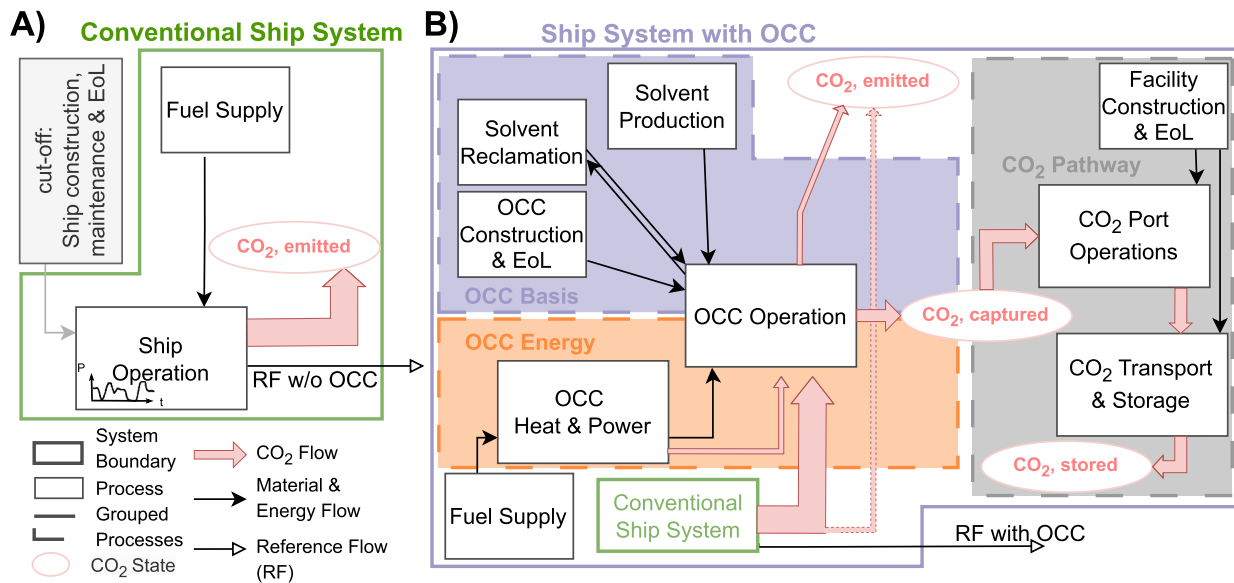 A)
Conventional Ship System
cut-off:
Ship construction,
maintenance & EoL
Fuel Supply
CO2, emitted
Ship
Operation
P
t
RF w/o OCC
System
Boundary
Process
Grouped
Processes
CO2 State
CO2 Flow
Material &
Energy Flow
Reference Flow
(RF)
B)
Ship System with OCC
Solvent
Reclamation
Solvent
Production
OCC
Construction
& EoL
OCC Basis
CO2, emitted
OCC Operation
CO2, captured
OCC Energy
OCC
Heat & Power
Fuel Supply
Conventional
Ship System
RF with OCC
Facility
Construction
& EoL
CO2 Pathway
CO2 Port
Operations
CO2 Transport
& Storage
CO2, stored